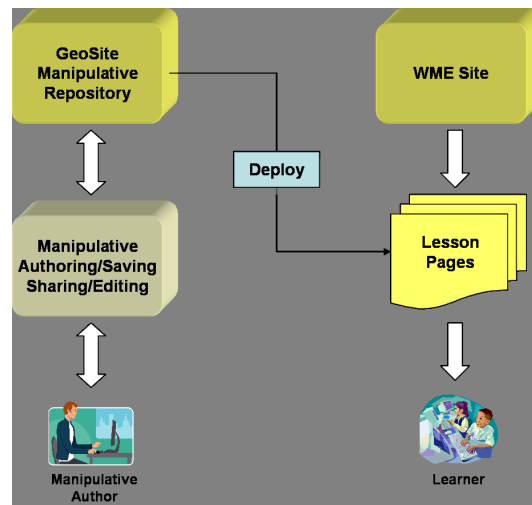 GeoSite
Manipulative
Repository
WME Site
Deploy
Manipulative
Authoring/Saving
Sharing/Editing
Lesson
Pages
Manipulative
Author
Learner